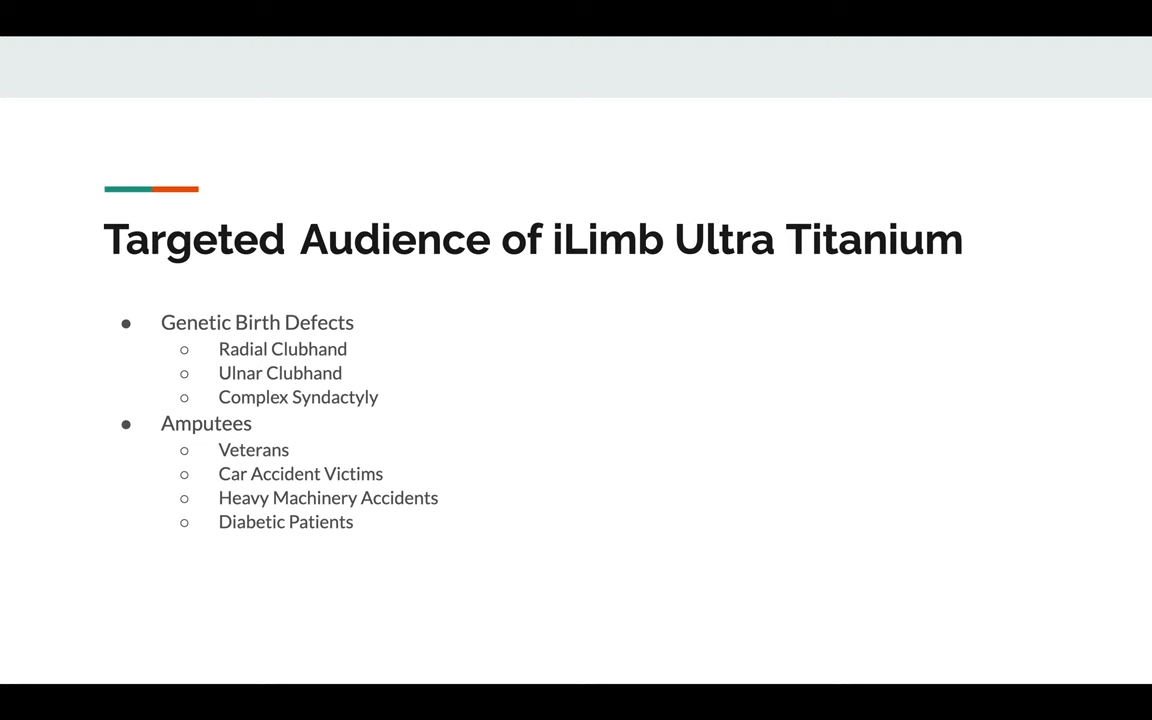 Targeted Audience of iLimb Ultra Titanium
● Genetic Birth Defects
○ Radial Clubhand
○ Ulnar Clubhand
○ Complex Syndactyly
● Amputees
○ Veterans
○ Car Accident Victims
○ Heavy Machinery Accidents
○ Diabetic Patients